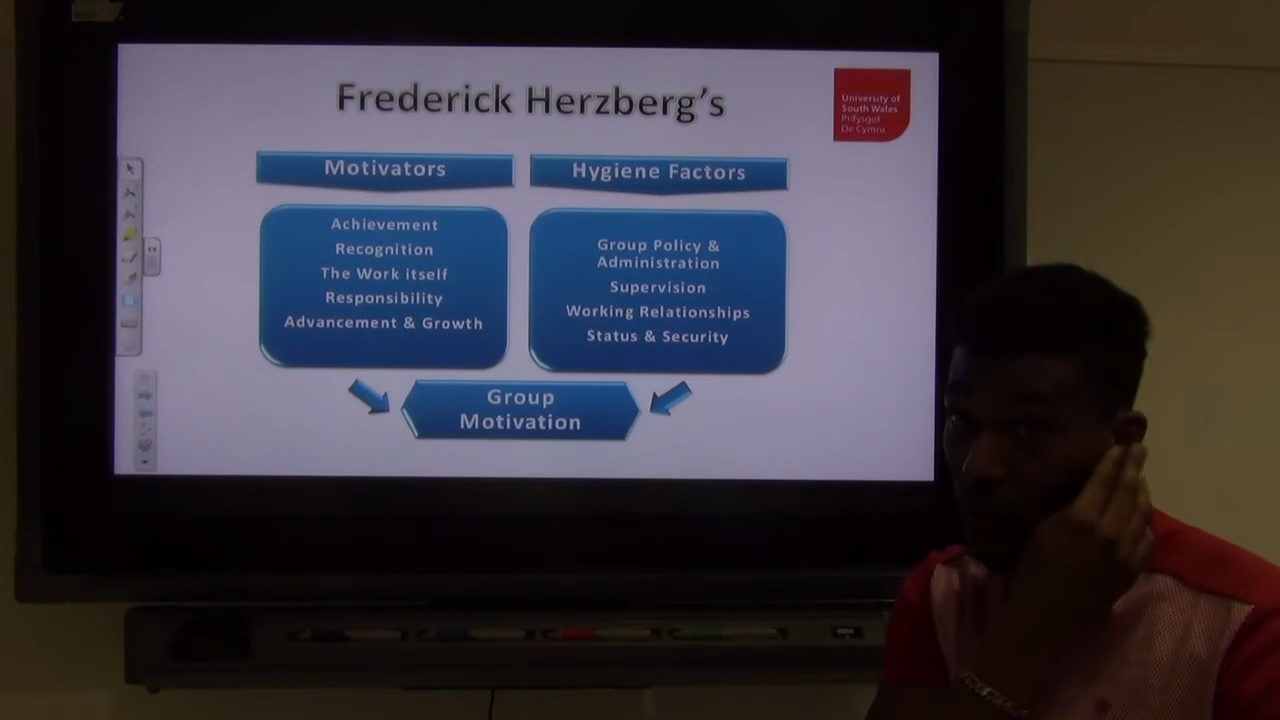 Frederick Herzberg's
University of
South Wales
Prifysgol
De Cymru
Motivators
Hygiene Factors
Achievement
Recognition
The Work itself
Responsibility
Advancement & Growth
Group Policy &
Administration
Supervision
Working Relationships
Status & Security
Group
Motivation